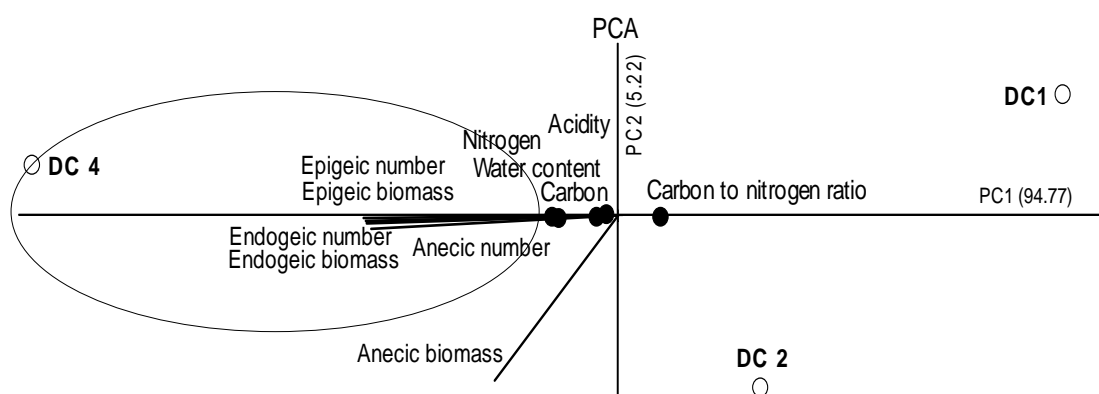 PCA
PC2 (5.22)
DC1
Acidity
Nitrogen
Epigeic number
Water content
DC 4
Epigeic biomass
Carbon
Carbon to nitrogen ratio
PC1 (94.77)
Endogeic number
Anecic number
Endogeic biomass
Anecic biomass
DC 2